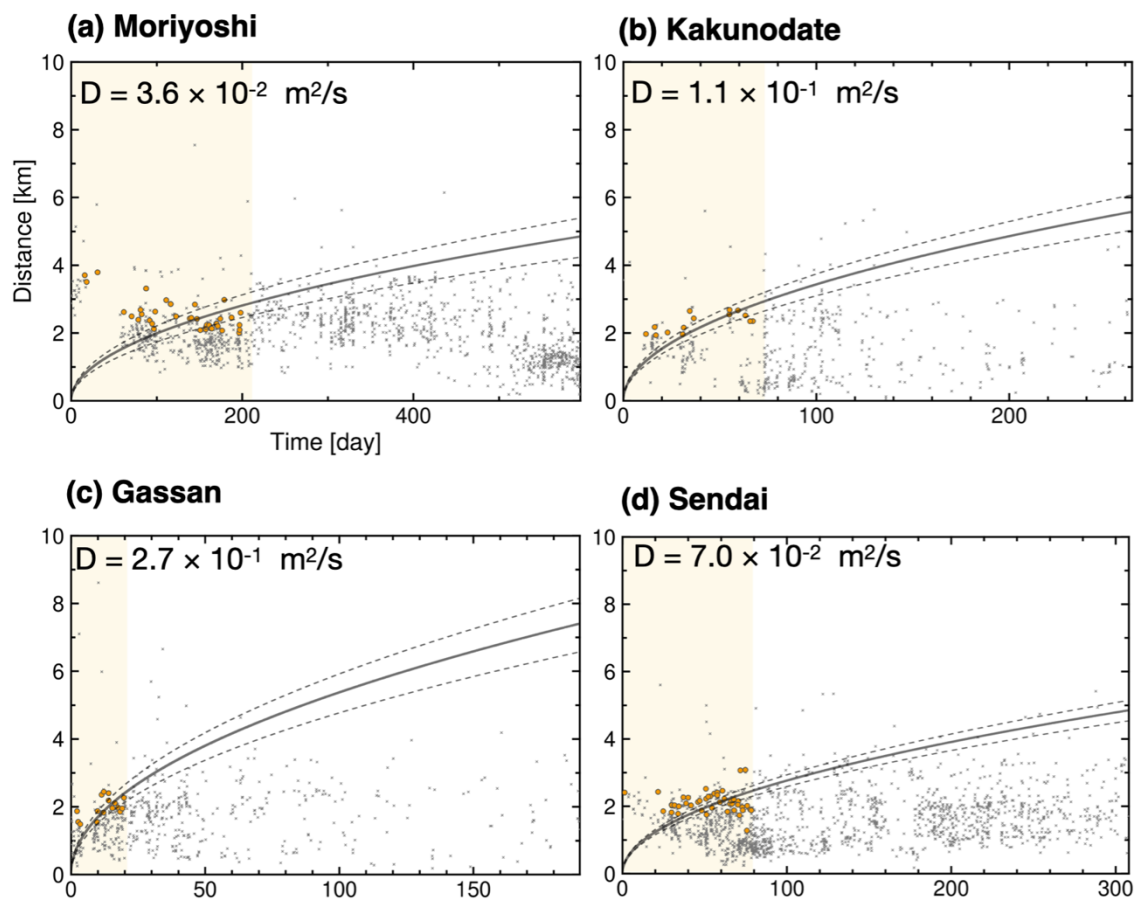 (a) Moriyoshi
(b) Kakunodate
D = 3.6 × 10-2 m2/s
D = 1.1 × 10-1 m2/s
10
8
6
4
2
0
Distance [km]
0 200 400
Time [day]
10
8
6
4
2
0
0 100 200
(c) Gassan
(d) Sendai
D = 2.7 × 10-1 m2/s
D = 7.0 × 10-2 m2/s
10
8
6
4
2
0
0 50 100 150
10
8
6
4
2
0
0 100 200 300